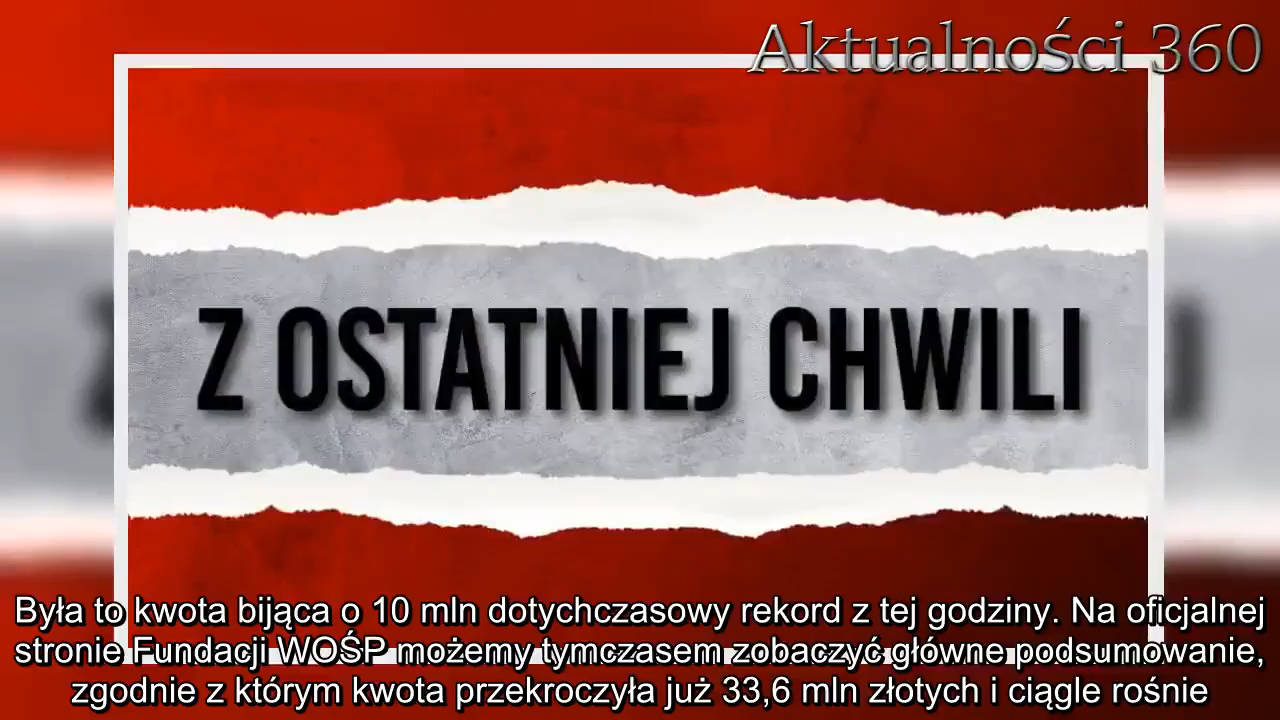 Aktualności 360
Z OSTATNIEJ CHWILI
Była to kwota bijąca o 10 mln dotychczasowy rekord z tej godziny. Na oficjalnej
stronie Fundacji WOŚP możemy tymczasem zobaczyć główne podsumowanie,
zgodnie z którym kwota przekroczyła już 33,6 mln złotych i ciągle rośnie